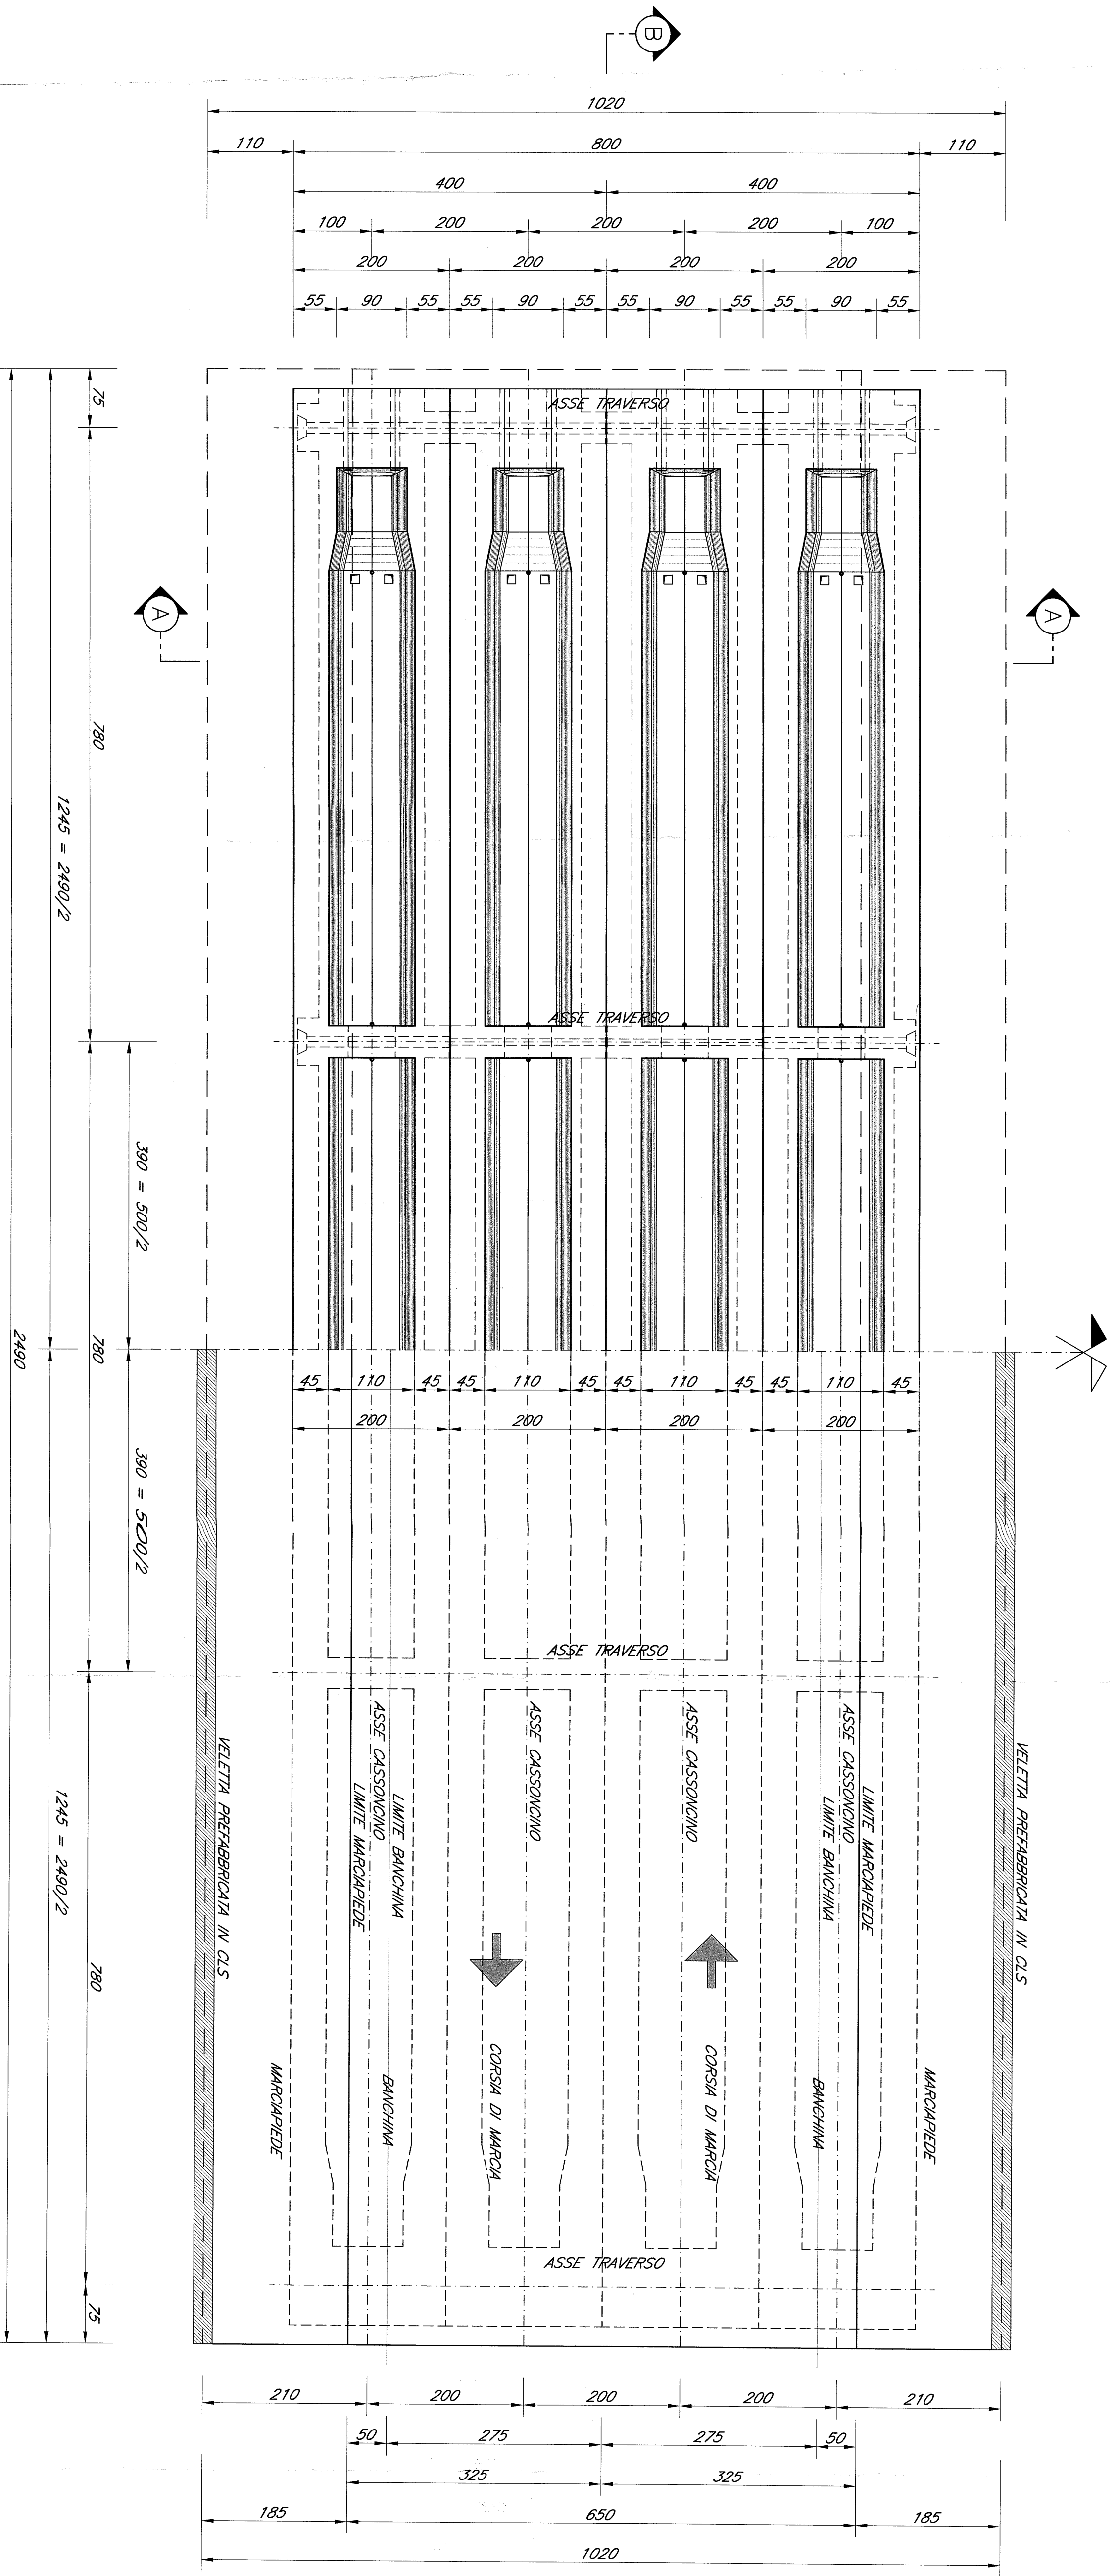 B
1020
110
800
110
400
400
100
200
200
200
100
200
200
200
200
55
90
55
55
90
55
55
90
55
55
90
55
ASSE TRAVERSO
75
A
A
780
1245 = 2490/2
ASSE TRAVERSO
390 = 500/2
780
2490
45
110
45
45
110
45
45
110
45
45
110
45
200
200
200
200
390 = 500/2
ASSE TRAVERSO
ASSE CASSONCINO
ASSE CASSONCINO
ASSE CASSONCINO
ASSE CASSONCINO
LIMITE MARCIAPIEDE
LIMITE BANCHINA
LIMITE BANCHINA
LIMITE MARCIAPIEDE
VELETTA PREFABBRICATA IN CLS
VELETTA PREFABBRICATA IN CLS
1245 = 2490/2
780
CORSIA DI MARCIA
CORSIA DI MARCIA
MARCIAPIEDE
BANCHINA
BANCHINA
MARCIAPIEDE
ASSE TRAVERSO
75
210
200
200
200
210
50
275
275
50
325
325
185
650
185
1020